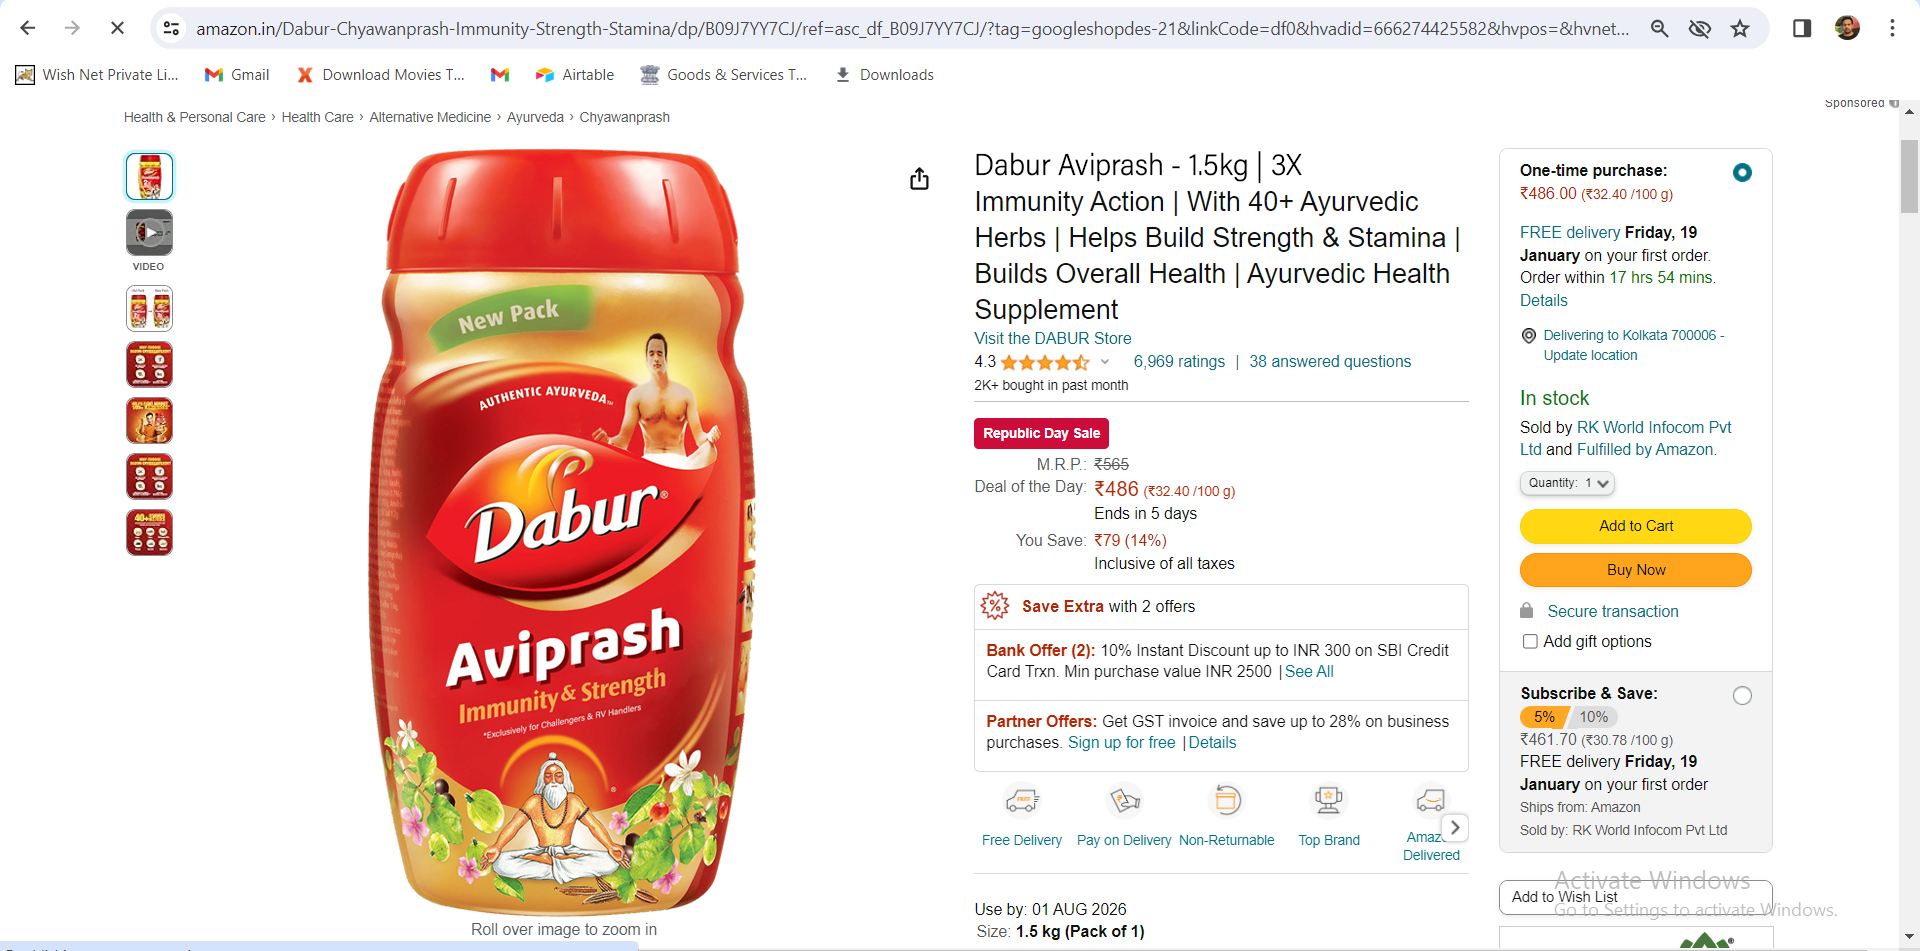 amazon.in/Dabur-Chyawanprash-Immunity-Strength-Stamina/dp/B09J7YY7CJ/ref=asc_df_B09J7YY7CJ/?tag=googleshopdes-21&linkCode=df0&hvadid=666274425582&hvpos=&hvnet...
Wish Net Private Li...
Gmail
Download Movies T...
Airtable
Goods & Services T...
Downloads
Sponsored
Health & Personal Care › Health Care › Alternative Medicine › Ayurveda › Chyawanprash
VIDEO
New Pack
AUTHENTIC AYURVEDA™
Dabur®
Aviprash
Immunity & Strength
*Exclusively for Challengers & RV Handlers
Roll over image to zoom in
Dabur Aviprash - 1.5kg | 3X
Immunity Action | With 40+ Ayurvedic
Herbs | Helps Build Strength & Stamina |
Builds Overall Health | Ayurvedic Health
Supplement
Visit the DABUR Store
4.3
6,969 ratings | 38 answered questions
2K+ bought in past month
Republic Day Sale
M.R.P.: ₹565
Deal of the Day: ₹486 (₹32.40 /100 g)
Ends in 5 days
You Save: ₹79 (14%)
Inclusive of all taxes
Save Extra with 2 offers
Bank Offer (2): 10% Instant Discount up to INR 300 on SBI Credit
Card Trxn. Min purchase value INR 2500 | See All
Partner Offers: Get GST invoice and save up to 28% on business
purchases. Sign up for free | Details
FREE
Free Delivery
Pay on Delivery
Non-Returnable
Top Brand
Amaz
Delivered
Use by: 01 AUG 2026
Size: 1.5 kg (Pack of 1)
One-time purchase:
₹486.00 (₹32.40 /100 g)
FREE delivery Friday, 19
January on your first order.
Order within 17 hrs 54 mins.
Details
Delivering to Kolkata 700006 -
Update location
In stock
Sold by RK World Infocom Pvt
Ltd and Fulfilled by Amazon.
Quantity: 1
Add to Cart
Buy Now
Secure transaction
Add gift options
Subscribe & Save:
5% 10%
₹461.70 (₹30.78 /100 g)
FREE delivery Friday, 19
January on your first order
Ships from: Amazon
Sold by: RK World Infocom Pvt Ltd
Add to Wish List
Activate Windows
Go to Settings to activate Windows.